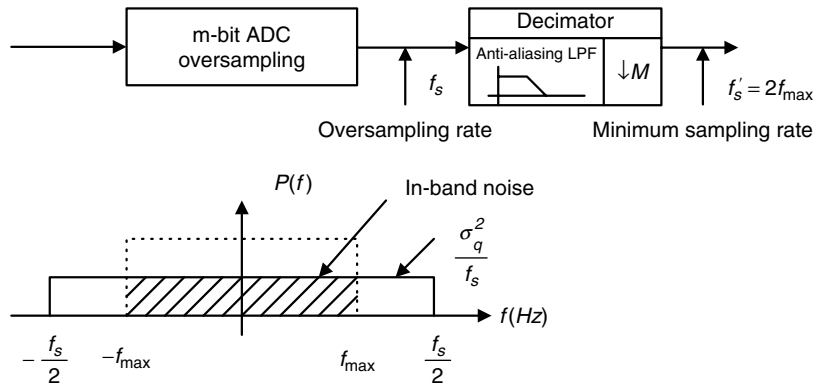 m-bit ADC
oversampling
Decimator
Anti-aliasing LPF
↓M
f_s
f_s' = 2f_max
Oversampling rate
Minimum sampling rate
P(f)
In-band noise
σ_q^2
f_s
f(Hz)
− f_s/2
−f_max
f_max
f_s/2